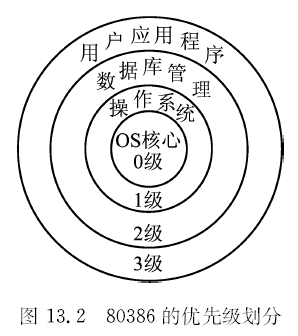 用户应用程序
数据库管理
操作系统
OS核心
0级
1级
2级
3级
图 13.2 80386 的优先级划分